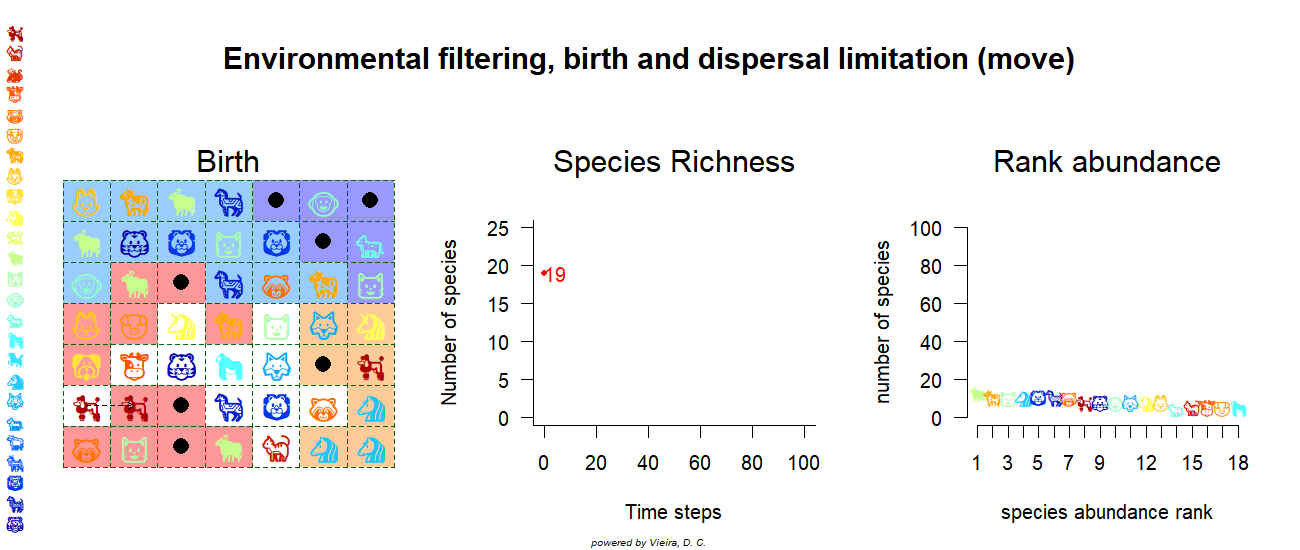 Environmental filtering, birth and dispersal limitation (move)
Birth
Species Richness
Rank abundance
Number of species
25
20
15
10
5
0
19
0 20 40 60 80 100
Time steps
number of species
100
80
60
40
20
0
1 3 5 7 9 12 15 18
species abundance rank
powered by Vieira, D. C.